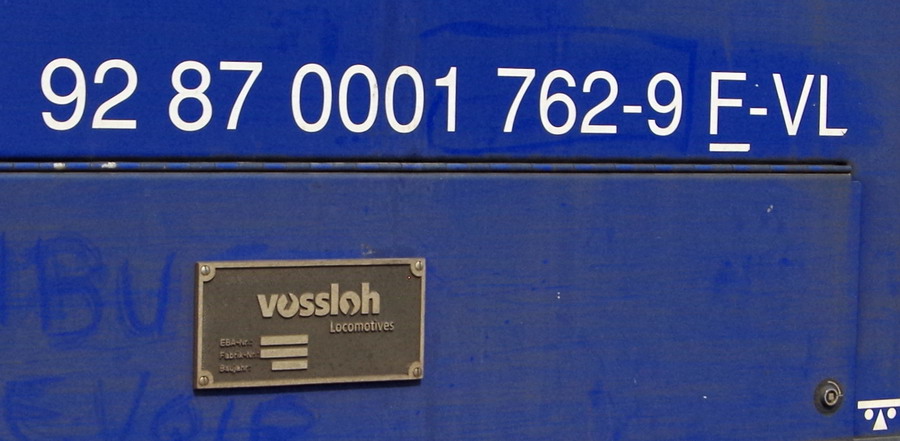 92 87 0001 762-9 F-VL
vossloh
Locomotives
EBA-Nr.:
Fabrik-Nr.:
Baujahr: